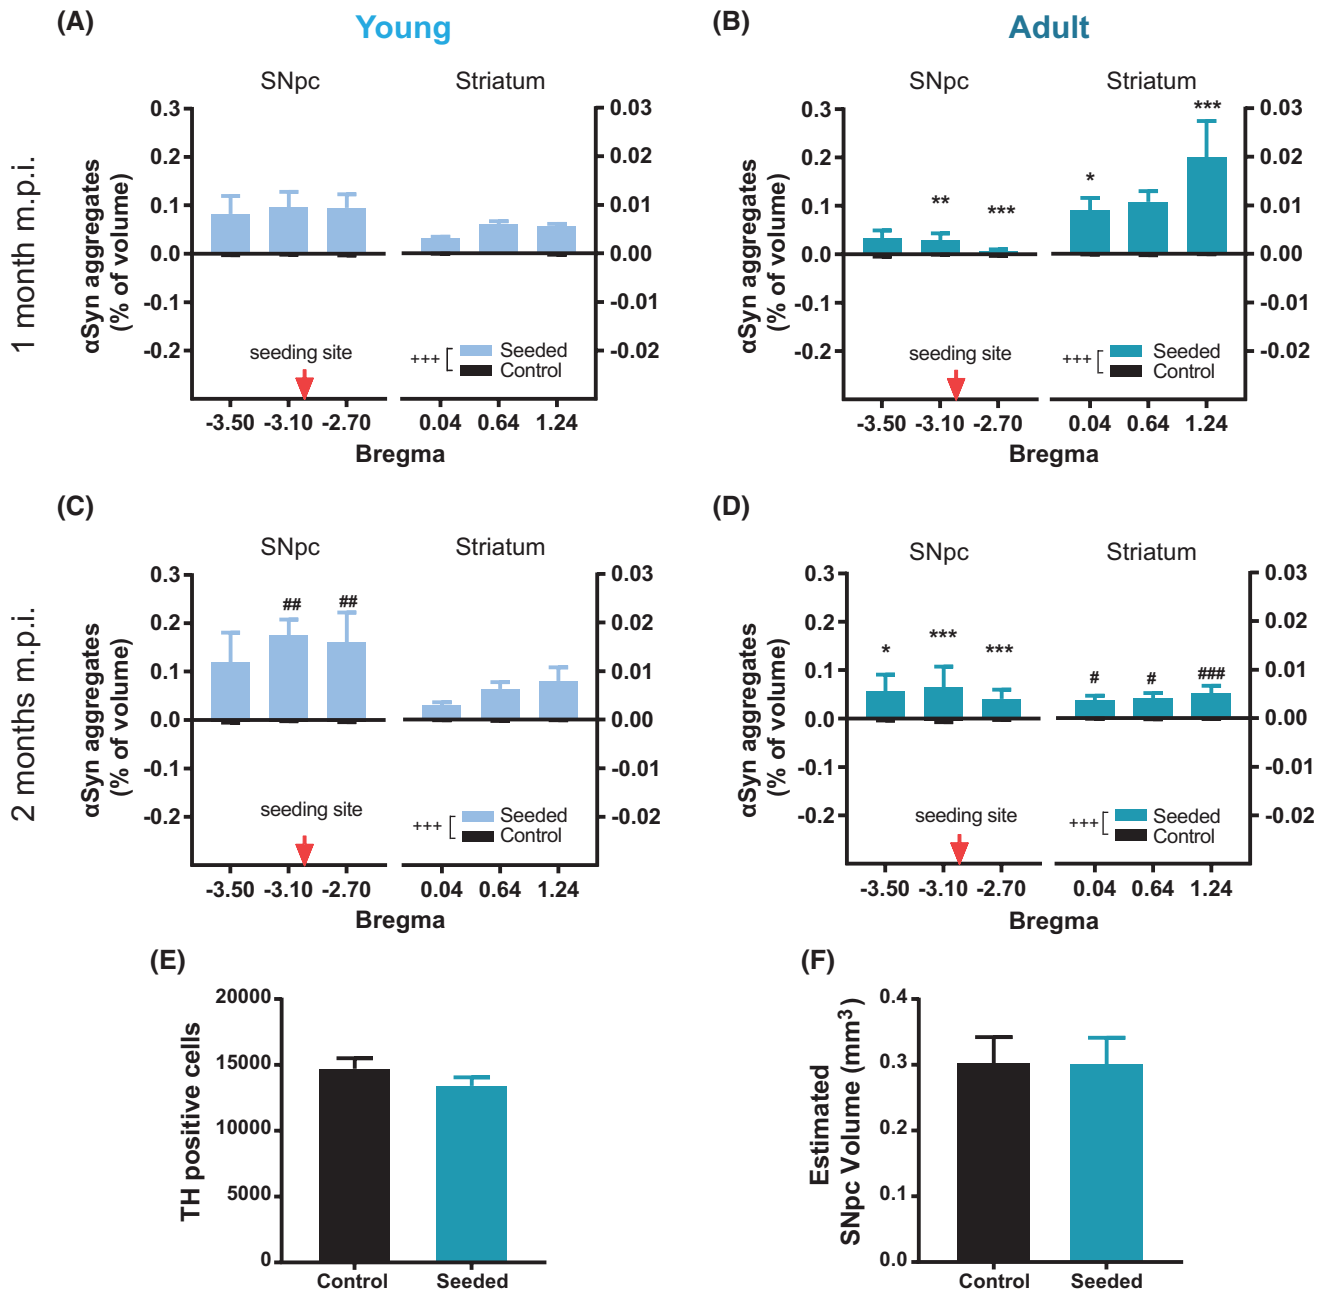 (A)
Young
(B)
Adult
1 month m.p.i.
αSyn aggregates
(% of volume)
SNpc
Striatum
0.3
0.2
0.1
0.0
-0.1
-0.2
0.03
0.02
0.01
0.00
-0.01
-0.02
seeding site
+++
Seeded
Control
-3.50
-3.10
-2.70
0.04
0.64
1.24
Bregma
αSyn aggregates
(% of volume)
SNpc
Striatum
0.3
0.2
0.1
0.0
-0.1
-0.2
**
***
*
***
0.03
0.02
0.01
0.00
-0.01
-0.02
seeding site
+++
Seeded
Control
-3.50
-3.10
-2.70
0.04
0.64
1.24
Bregma
(C)
(D)
2 months m.p.i.
αSyn aggregates
(% of volume)
SNpc
Striatum
0.3
0.2
0.1
0.0
-0.1
-0.2
##
##
0.03
0.02
0.01
0.00
-0.01
-0.02
seeding site
+++
Seeded
Control
-3.50
-3.10
-2.70
0.04
0.64
1.24
Bregma
αSyn aggregates
(% of volume)
SNpc
Striatum
0.3
0.2
0.1
0.0
-0.1
-0.2
*
***
***
#
#
###
0.03
0.02
0.01
0.00
-0.01
-0.02
seeding site
+++
Seeded
Control
-3.50
-3.10
-2.70
0.04
0.64
1.24
Bregma
(E)
TH positive cells
20000
15000
10000
5000
0
Control
Seeded
(F)
Estimated
SNpc Volume (mm³)
0.4
0.3
0.2
0.1
0.0
Control
Seeded